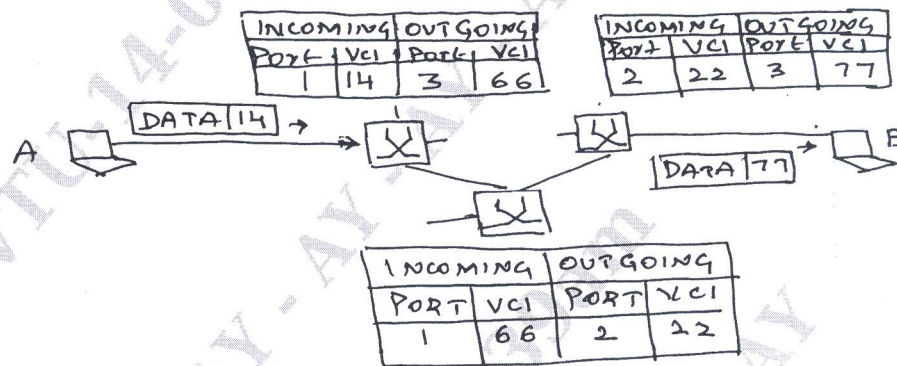 INCOMING OUTGOING
Port VCI Port VCI
1 14 3 66
INCOMING OUTGOING
Port VCI Port VCI
2 22 3 77
DATA 14
A
B
DATA 77
INCOMING OUTGOING
PORT VCI PORT VCI
1 66 2 22